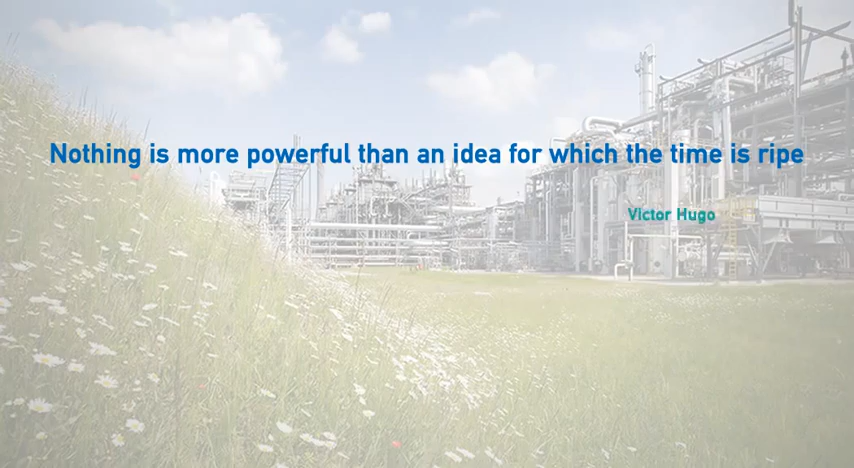 Nothing is more powerful than an idea for which the time is ripe
Victor Hugo